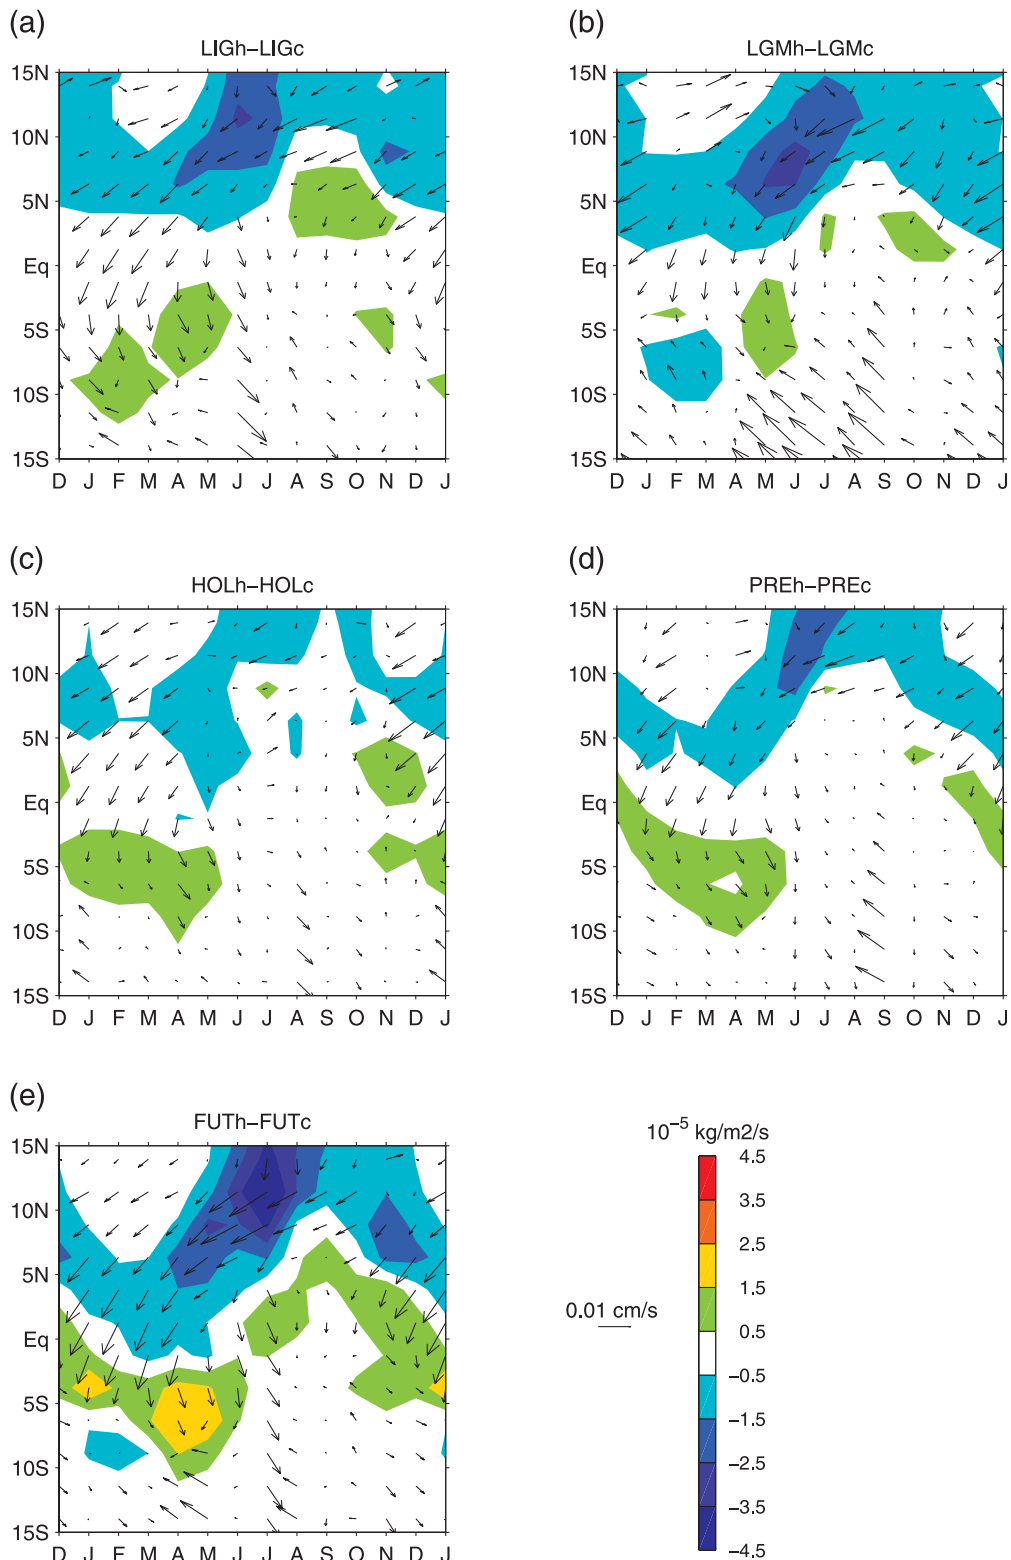 (a)
LIGh−LIGc
15N
10N
5N
Eq
5S
10S
15S
D J F M A M J J A S O N D J
(b)
LGMh−LGMc
15N
10N
5N
Eq
5S
10S
15S
D J F M A M J J A S O N D J
(c)
HOLh−HOLc
15N
10N
5N
Eq
5S
10S
15S
D J F M A M J J A S O N D J
(d)
PREh−PREc
15N
10N
5N
Eq
5S
10S
15S
D J F M A M J J A S O N D J
(e)
FUTh−FUTc
15N
10N
5N
Eq
5S
10S
15S
D J F M A M J J A S O N D J
0.01 cm/s
10⁻⁵ kg/m2/s
4.5
3.5
2.5
1.5
0.5
−0.5
−1.5
−2.5
−3.5
−4.5